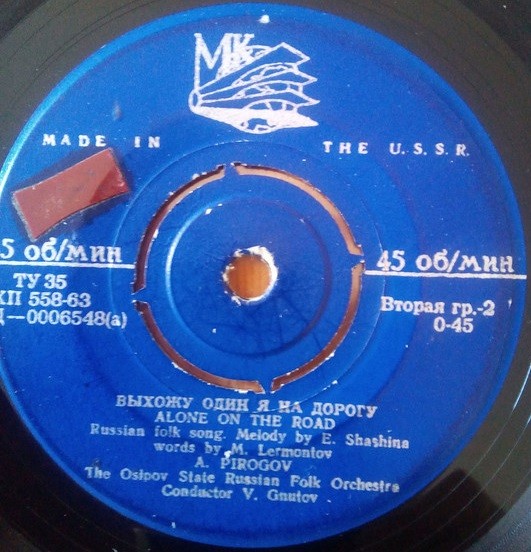 МК
MADE IN THE U.S.S.R.
5 об/мин
45 об/мин
ТУ 35
ХП 558-63
Д—0006548(а)
Вторая гр.-2
0-45
ВЫХОЖУ ОДИН Я НА ДОРОГУ
ALONE ON THE ROAD
Russian folk song. Melody by E. Shashina
words by M. Lermontov
A. PIROGOV
The Osipov State Russian Folk Orchestra
Conductor V. Gnutov